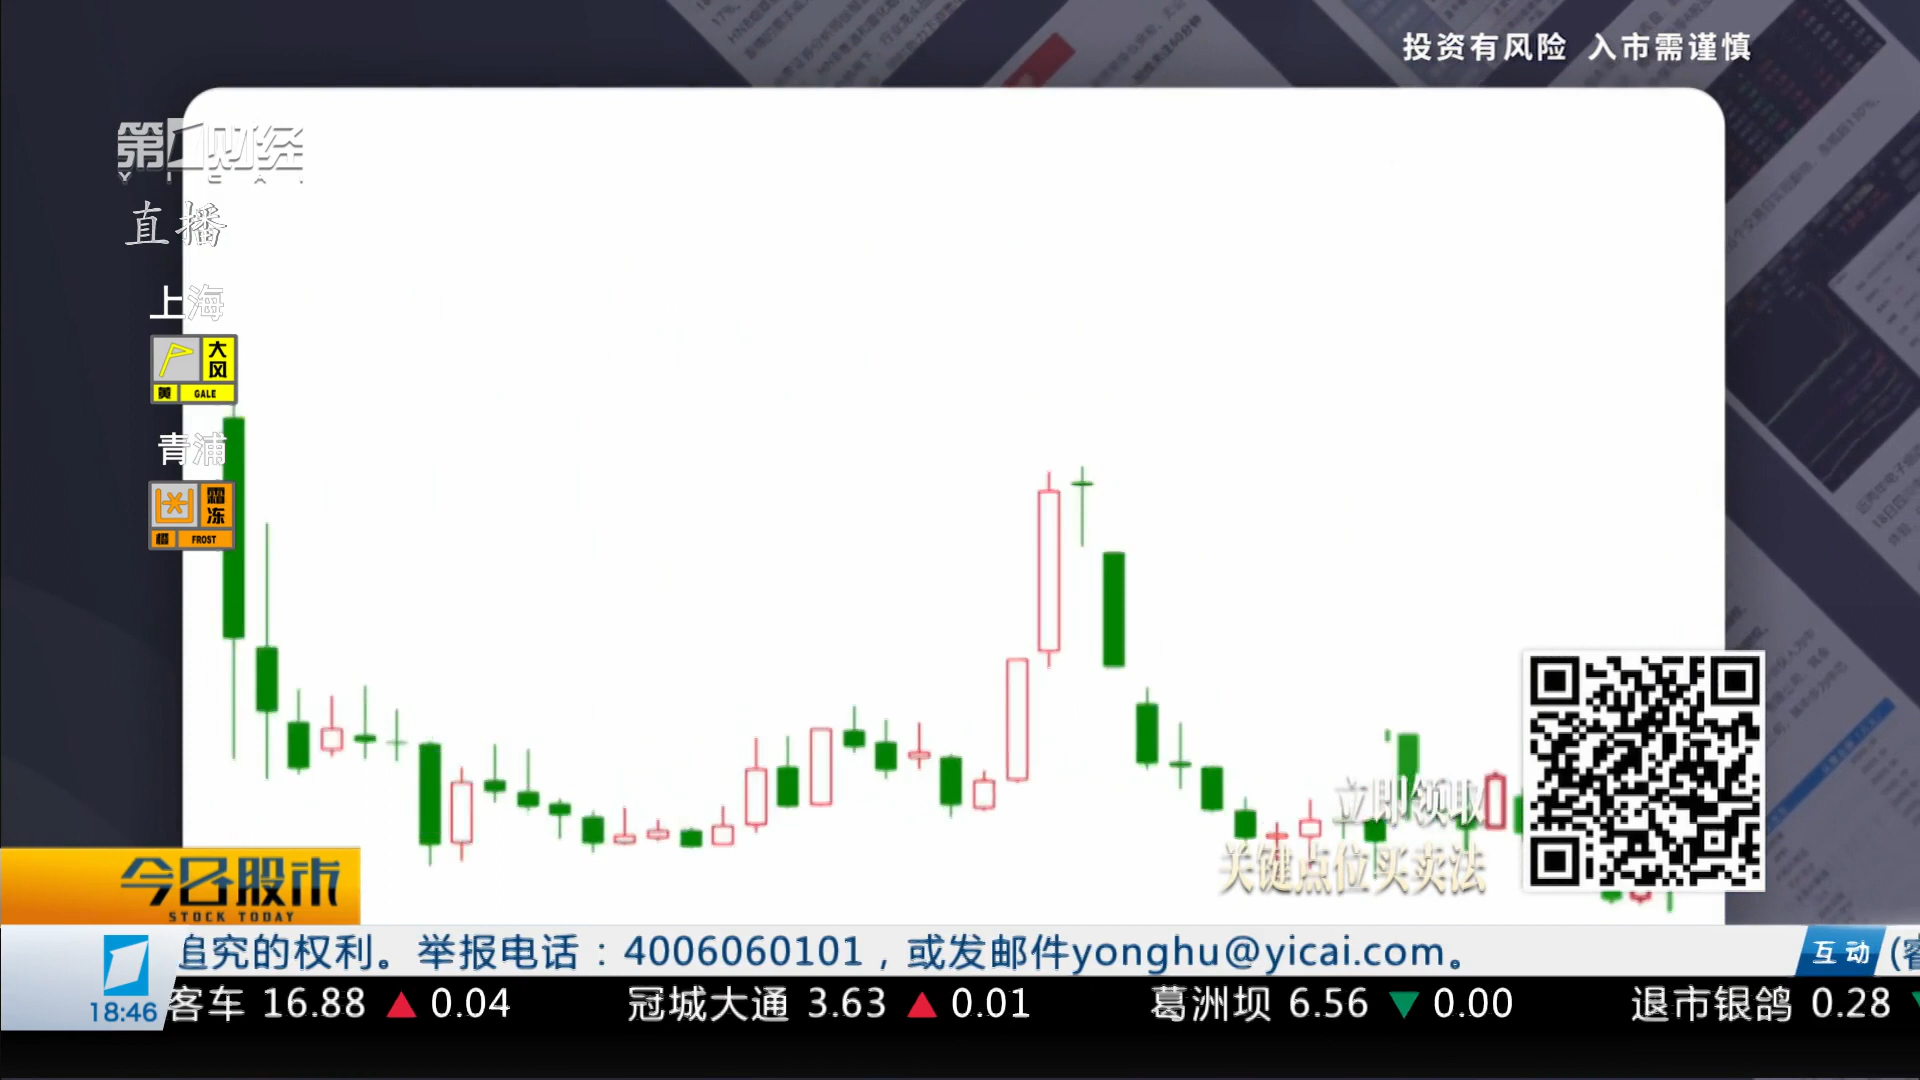 投资有风险 入市需谨慎
第一财经
YICAI
直播
上海
大风
黄 GALE
青浦
霜冻
橙 FROST
立即领取
关键点位买卖法
今日股市
STOCK TODAY
追究的权利。举报电话：4006060101，或发邮件yonghu@yicai.com。
互动
18:46
客车 16.88 ▲ 0.04 冠城大通 3.63 ▲ 0.01 葛洲坝 6.56 ▼ 0.00 退市银鸽 0.28